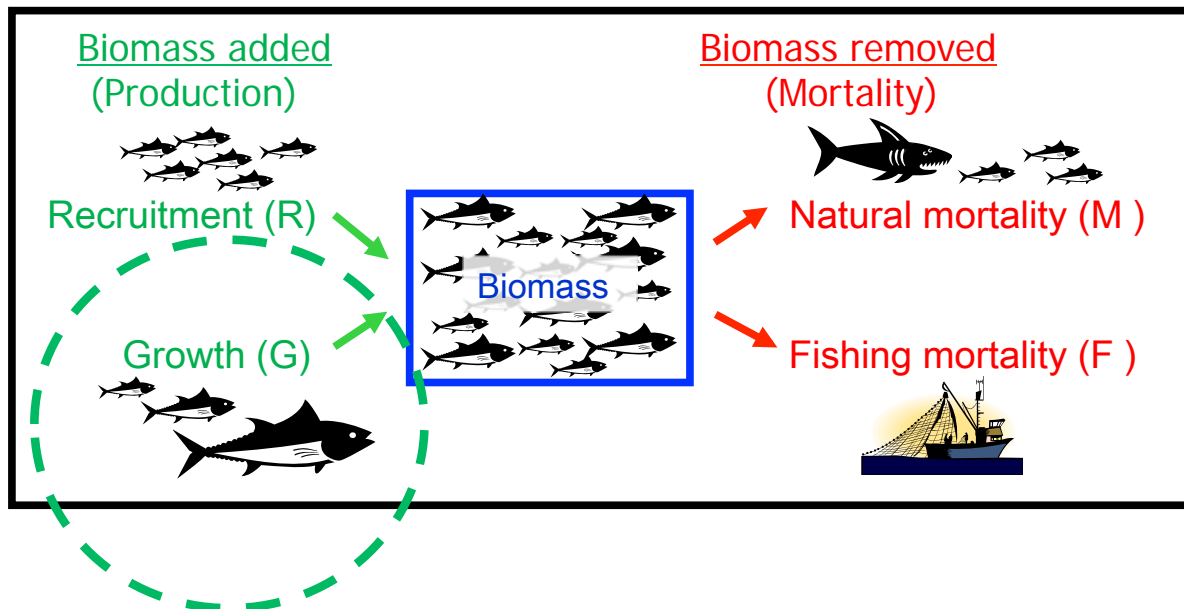 Biomass added
(Production)
Recruitment (R)
Growth (G)
Biomass
Biomass removed
(Mortality)
Natural mortality (M )
Fishing mortality (F )